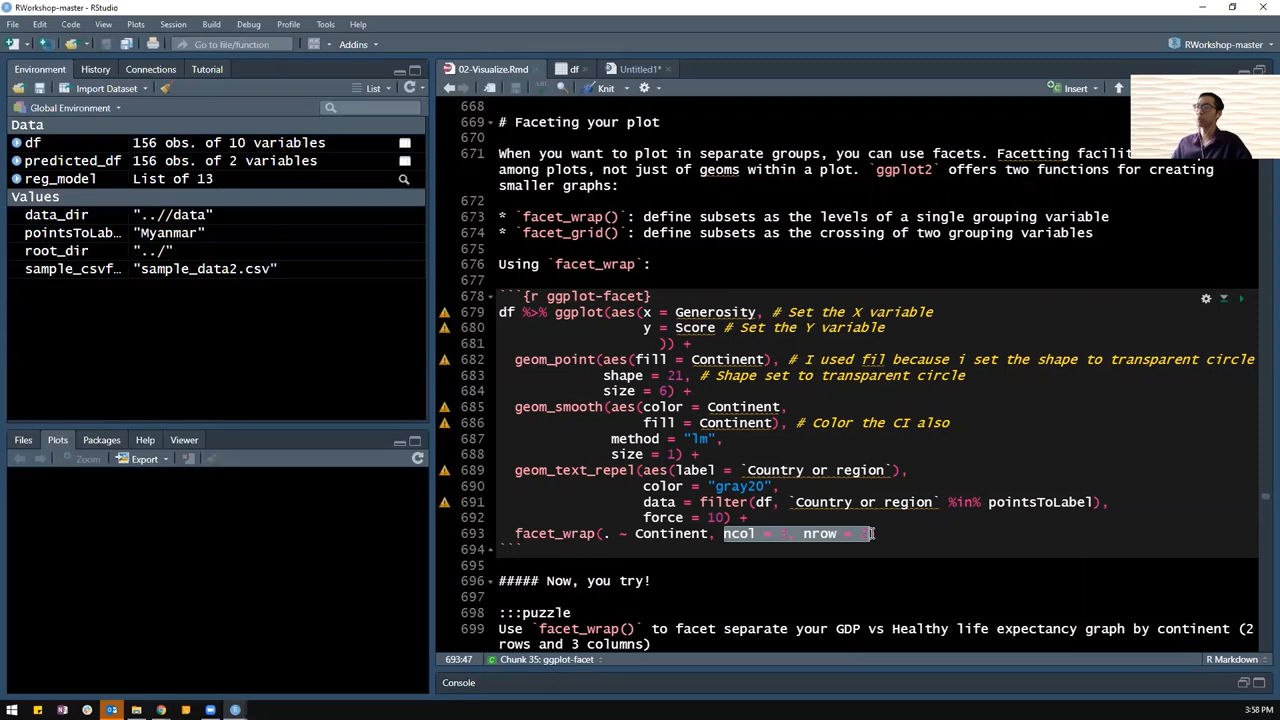 RWorkshop-master - RStudio
File Edit Code View Plots Session Build Debug Profile Tools Help
Go to file/function Addins RWorkshop-master
Environment History Connections Tutorial
Import Dataset List
Global Environment
Data
df 156 obs. of 10 variables
predicted_df 156 obs. of 2 variables
reg_model List of 13
Values
data_dir "..//data"
pointsToLab… "Myanmar"
root_dir "../"
sample_csvf… "sample_data2.csv"
Files Plots Packages Help Viewer
Zoom Export
02-Visualize.Rmd df Untitled1*
Knit Insert
668
669 # Faceting your plot
670
671 When you want to plot in separate groups, you can use facets. Facetting
among plots, not just of geoms within a plot. `ggplot2` offers two functions for creating
smaller graphs:
672
673 * `facet_wrap()`: define subsets as the levels of a single grouping variable
674 * `facet_grid()`: define subsets as the crossing of two grouping variables
675
676 Using `facet_wrap`:
677
678 ```{r ggplot-facet}
679 df %>% ggplot(aes(x = Generosity, # Set the X variable
680 y = Score # Set the Y variable
681 )) +
682 geom_point(aes(fill = Continent), # I used fil because i set the shape to transparent circle
683 shape = 21, # Shape set to transparent circle
684 size = 6) +
685 geom_smooth(aes(color = Continent,
686 fill = Continent), # Color the CI also
687 method = "lm",
688 size = 1) +
689 geom_text_repel(aes(label = `Country or region`),
690 color = "gray20",
691 data = filter(df, `Country or region` %in% pointsToLabel),
692 force = 10) +
693 facet_wrap(. ~ Continent, ncol = 3, nrow = 2
694 ```
695
696 ##### Now, you try!
697
698 :::puzzle
699 Use `facet_wrap()` to facet separate your GDP vs Healthy life expectancy graph by continent (2
rows and 3 columns)
693:47 Chunk 35: ggplot-facet R Markdown
Console
3:58 PM